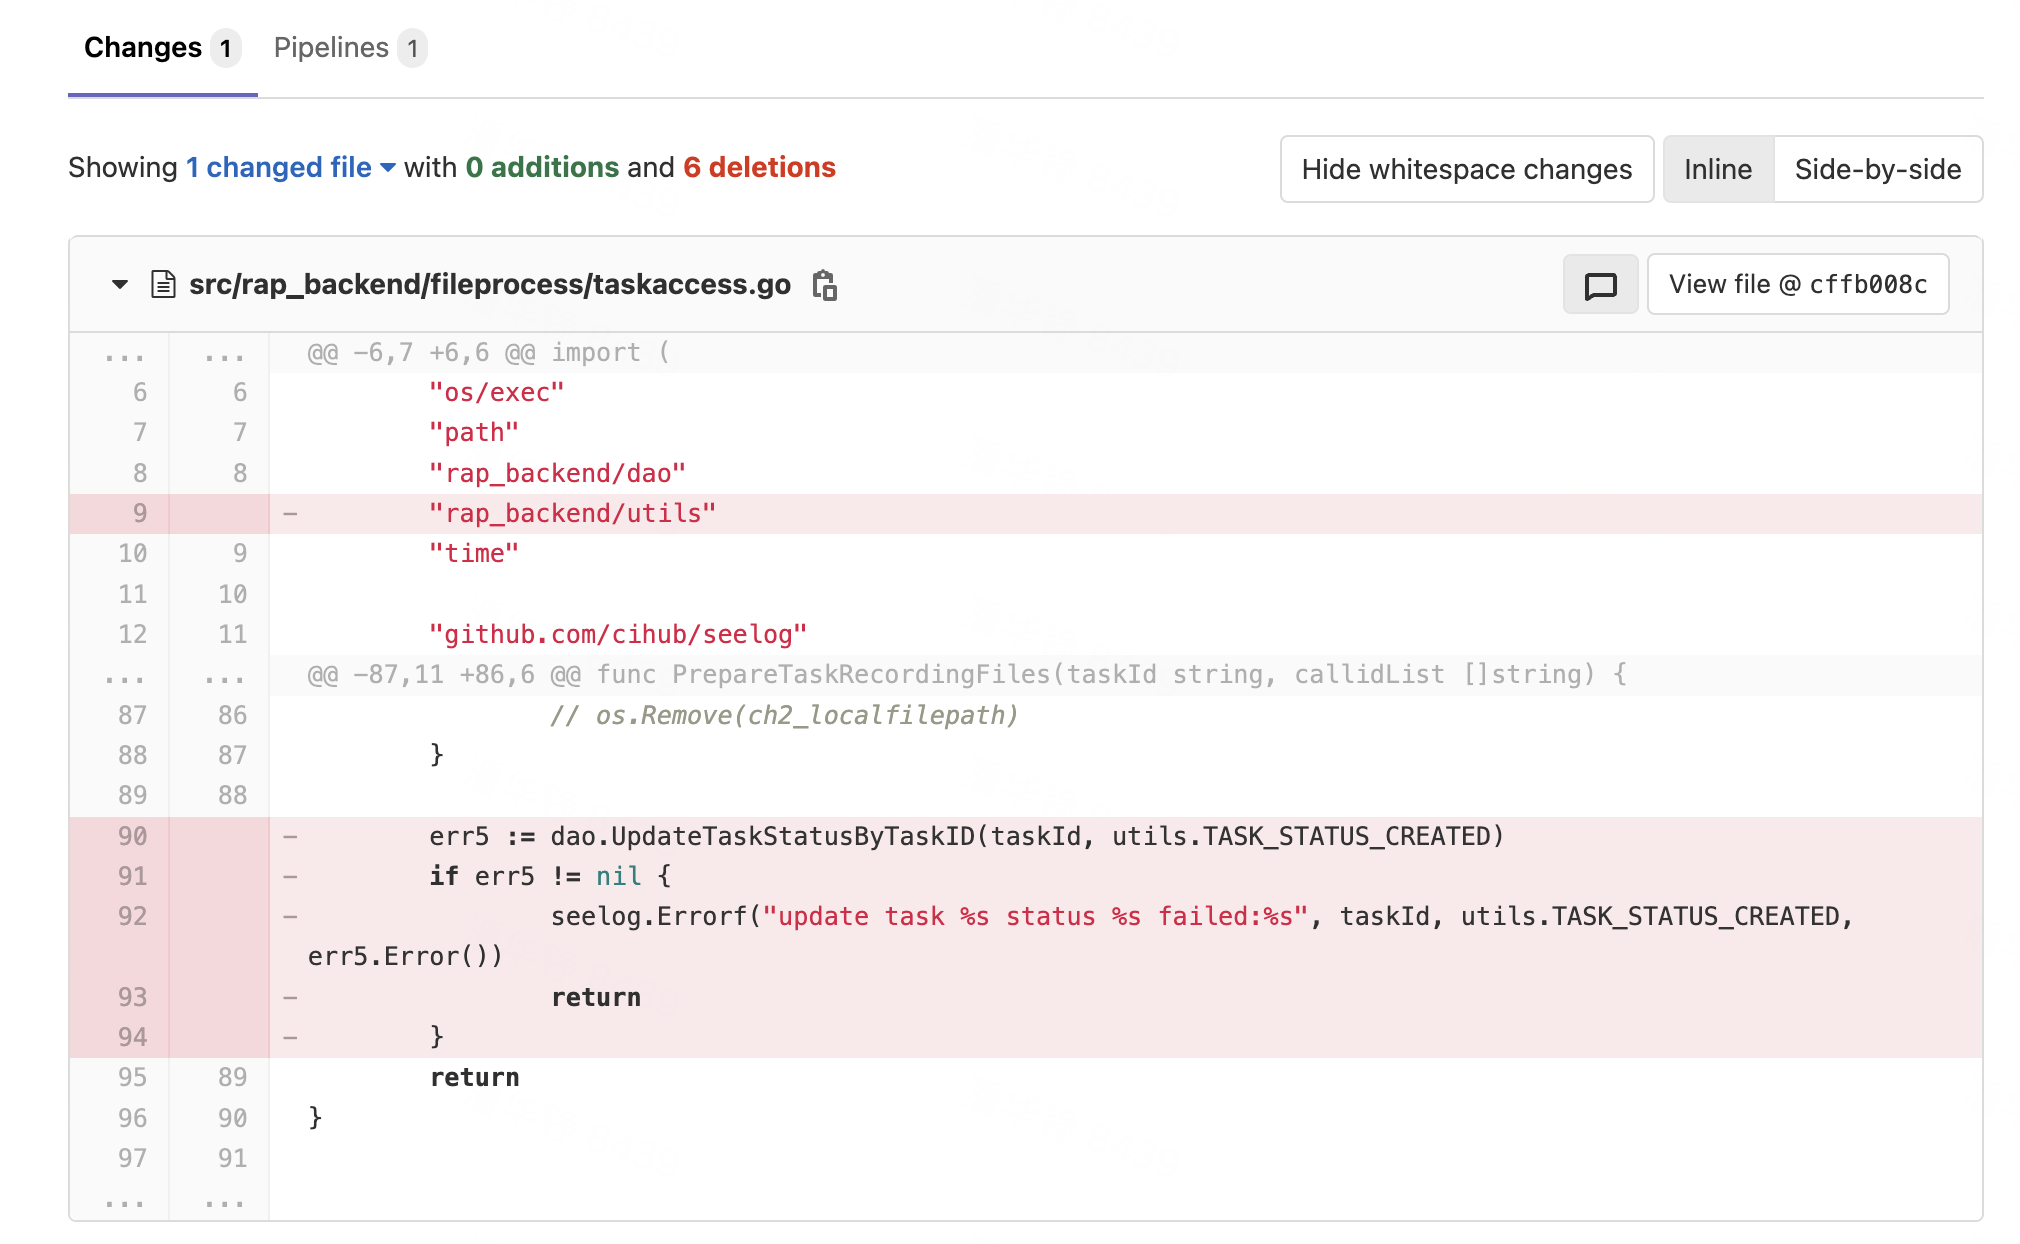 Changes 1 Pipelines 1
Showing 1 changed file with 0 additions and 6 deletions Hide whitespace changes Inline Side-by-side
src/rap_backend/fileprocess/taskaccess.go View file @ cffb008c
... ... @@ -6,7 +6,6 @@ import (
6 6 "os/exec"
7 7 "path"
8 8 "rap_backend/dao"
9 - "rap_backend/utils"
10 9 "time"
11 10
12 11 "github.com/cihub/seelog"
... ... @@ -87,11 +86,6 @@ func PrepareTaskRecordingFiles(taskId string, callidList []string) {
87 86 // os.Remove(ch2_localfilepath)
88 87 }
89 88
90 - err5 := dao.UpdateTaskStatusByTaskID(taskId, utils.TASK_STATUS_CREATED)
91 - if err5 != nil {
92 - seelog.Errorf("update task %s status %s failed:%s", taskId, utils.TASK_STATUS_CREATED,
err5.Error())
93 - return
94 - }
95 89 return
96 90 }
97 91
... ...